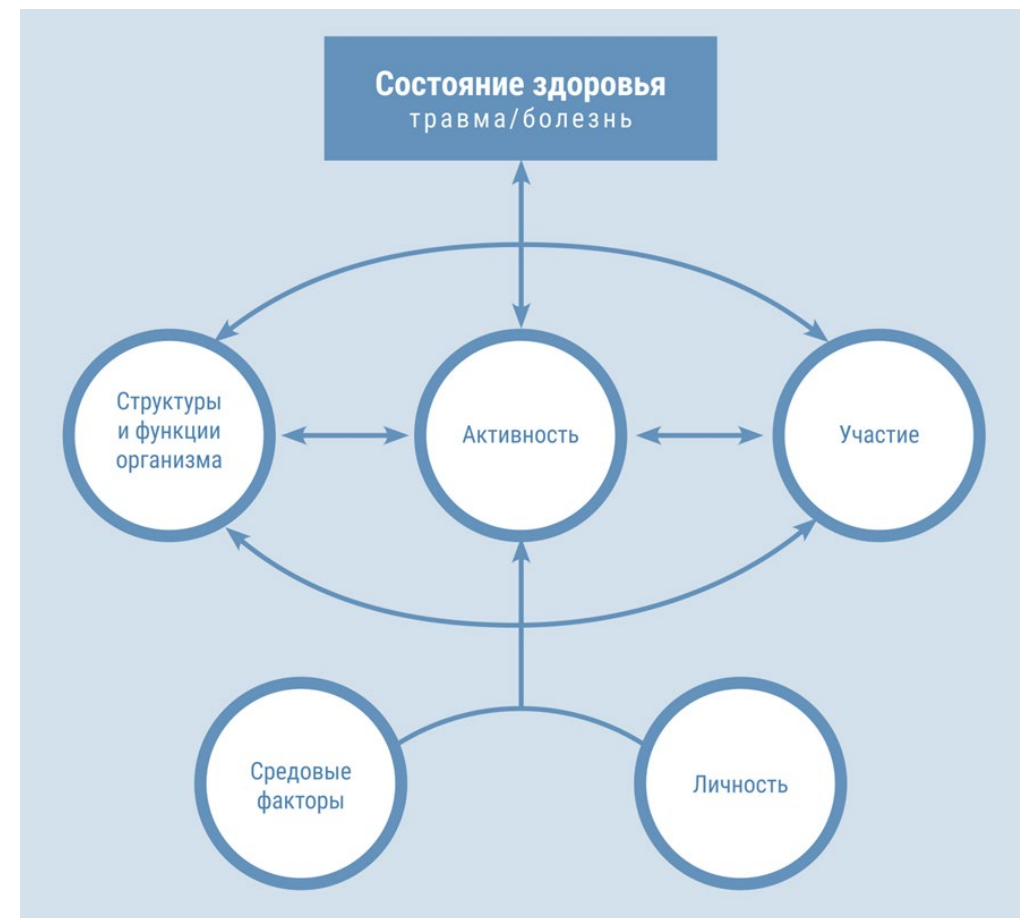 Состояние здоровья
травма/болезнь
Структуры
и функции
организма
Активность
Участие
Средовые
факторы
Личность